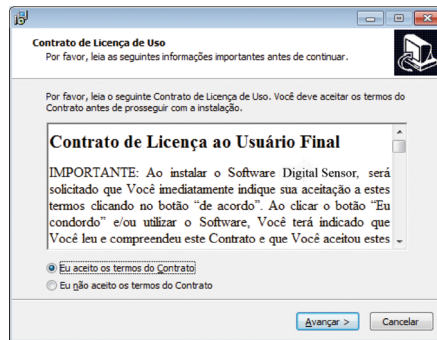 Contrato de Licença de Uso
Por favor, leia as seguintes informações importantes antes de continuar.
Por favor, leia o seguinte Contrato de Licença de Uso. Você deve aceitar os termos do
Contrato antes de prosseguir com a instalação.
Contrato de Licença ao Usuário Final
IMPORTANTE: Ao instalar o Software Digital Sensor, será
solicitado que Você imediatamente indique sua aceitação a estes
termos clicando no botão “de acordo”. Ao clicar o botão “Eu
condordo” e/ou utilizar o Software, Você terá indicado que
Você leu e compreendeu este Contrato e que Você aceitou estes
Eu aceito os termos do Contrato
Eu não aceito os termos do Contrato
Avançar >
Cancelar